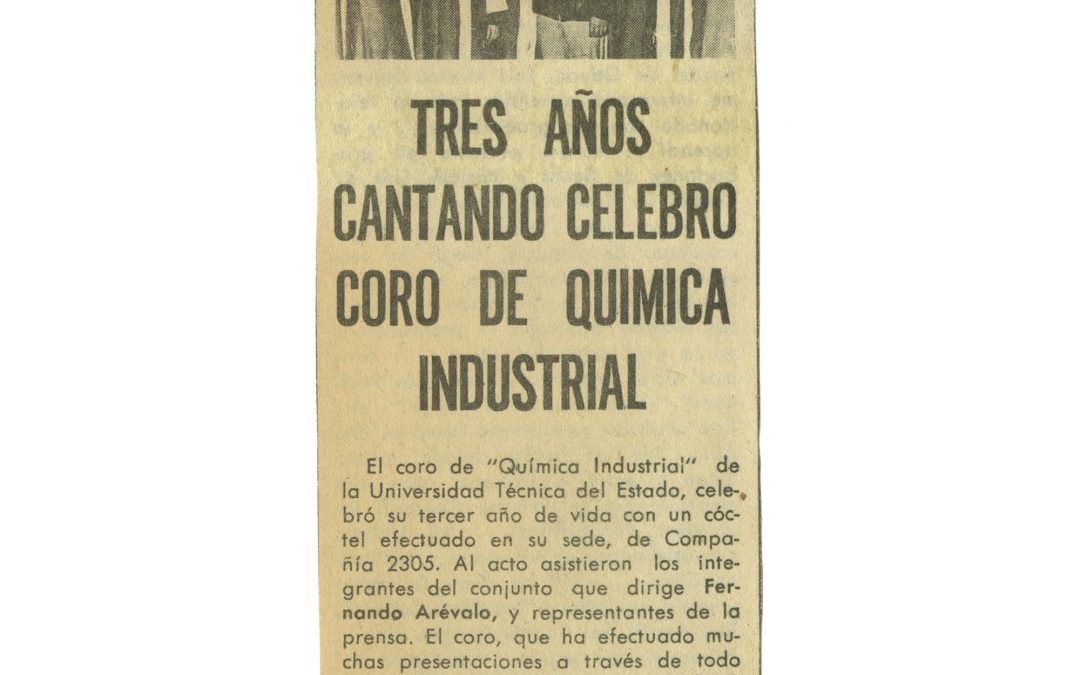 TRES AÑOS
CANTANDO CELEBRO
CORO DE QUIMICA
INDUSTRIAL
El coro de "Química Industrial" de
la Universidad Técnica del Estado, cele-
bró su tercer año de vida con un cóc-
tel efectuado en su sede, de Compa-
ñía 2305. Al acto asistieron los inte-
grantes del conjunto que dirige Fer-
nando Arévalo, y representantes de la
prensa. El coro, que ha efectuado mu-
chas presentaciones a través de todo